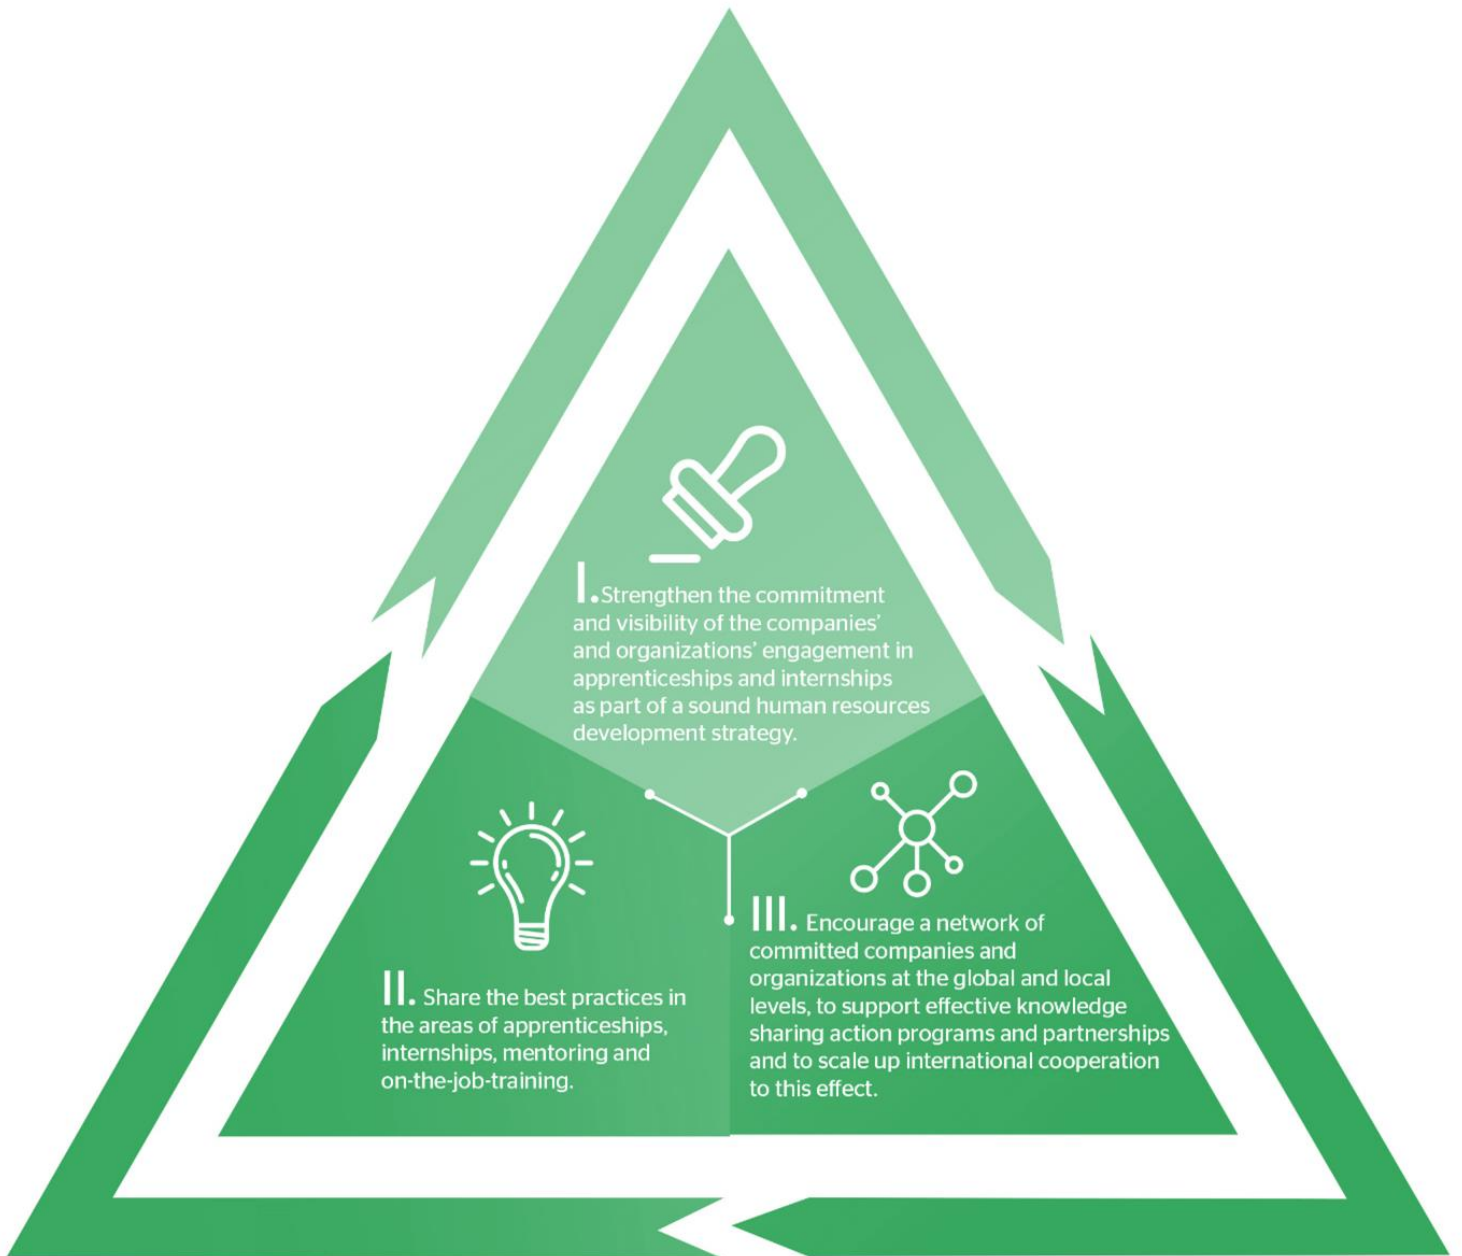 I. Strengthen the commitment
and visibility of the companies’
and organizations’ engagement in
apprenticeships and internships
as part of a sound human resources
development strategy.
II. Share the best practices in
the areas of apprenticeships,
internships, mentoring and
on-the-job-training.
III. Encourage a network of
committed companies and
organizations at the global and local
levels, to support effective knowledge
sharing action programs and partnerships
and to scale up international cooperation
to this effect.